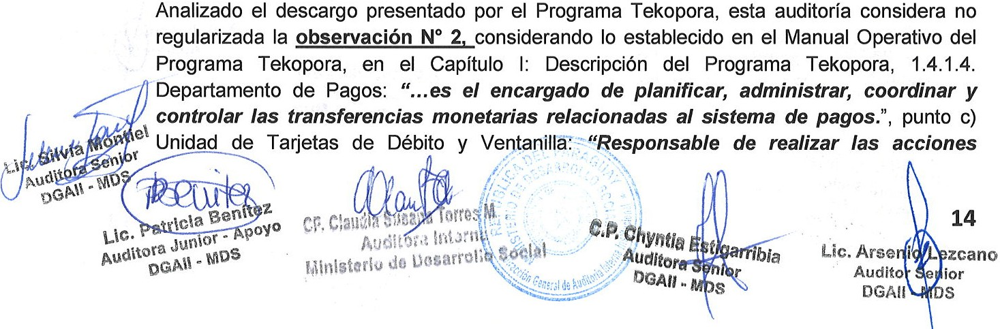 Analizado el descargo presentado por el Programa Tekopora, esta auditoría considera no
regularizada la observación N° 2, considerando lo establecido en el Manual Operativo del
Programa Tekopora, en el Capítulo I: Descripción del Programa Tekopora, 1.4.1.4.
Departamento de Pagos: “...es el encargado de planificar, administrar, coordinar y
controlar las transferencias monetarias relacionadas al sistema de pagos.”, punto c)
Unidad de Tarjetas de Débito y Ventanilla: “Responsable de realizar las acciones
Lic. Silvia Montiel
Auditora Senior
DGAII - MDS
Lic. Patricia Benítez
Auditora Junior - Apoyo
DGAII - MDS
CP. Claudia Susana Torres M.
Auditora Interna
Ministerio de Desarrollo Social
REPÚBLICA DEL PARAGUAY
MINISTERIO DE DESARROLLO SOCIAL
Dirección General de Auditoría Interna
C.P. Chyntia Estigarribia
Auditora Senior
DGAII - MDS
14
Lic. Arsenio Lezcano
Auditor Senior
DGAII - MDS